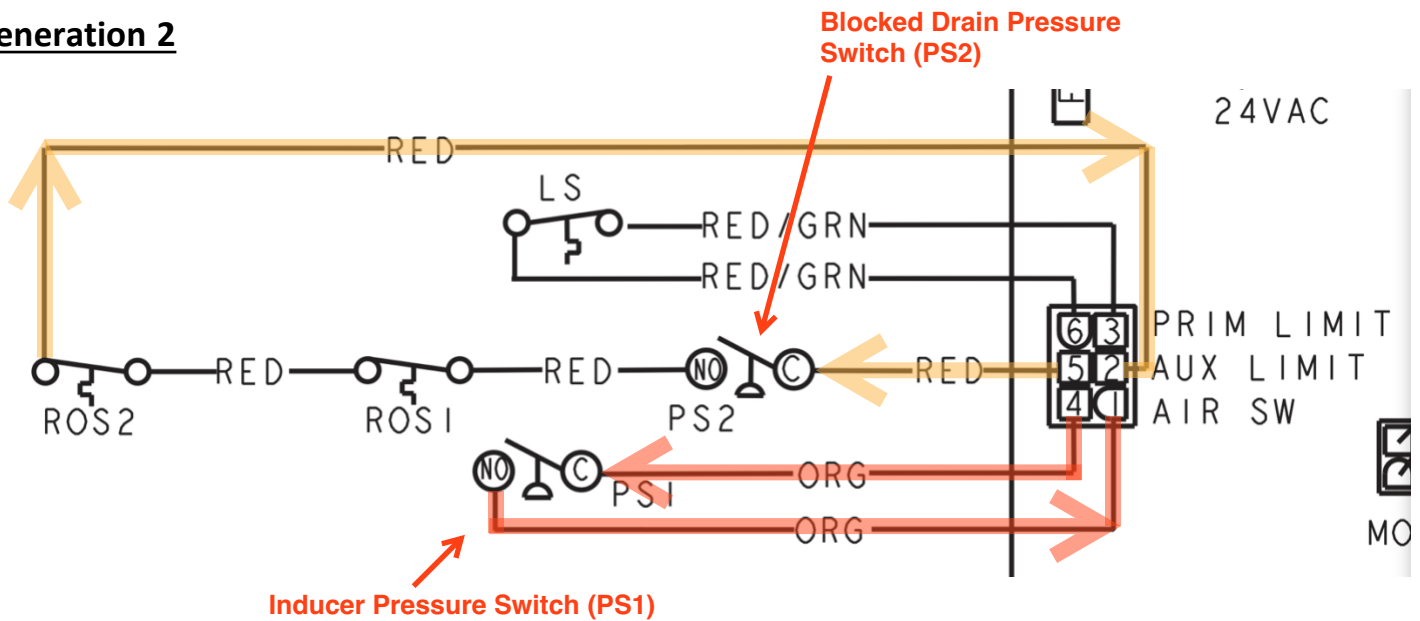 eneration 2
Blocked Drain Pressure
Switch (PS2)
24VAC
RED
LS
RED/GRN
RED/GRN
6 3 PRIM LIMIT
RED RED NO C RED 5 2 AUX LIMIT
4 1 AIR SW
ROS2 ROS1 PS2
NO C ORG
PS1
ORG
MO
Inducer Pressure Switch (PS1)